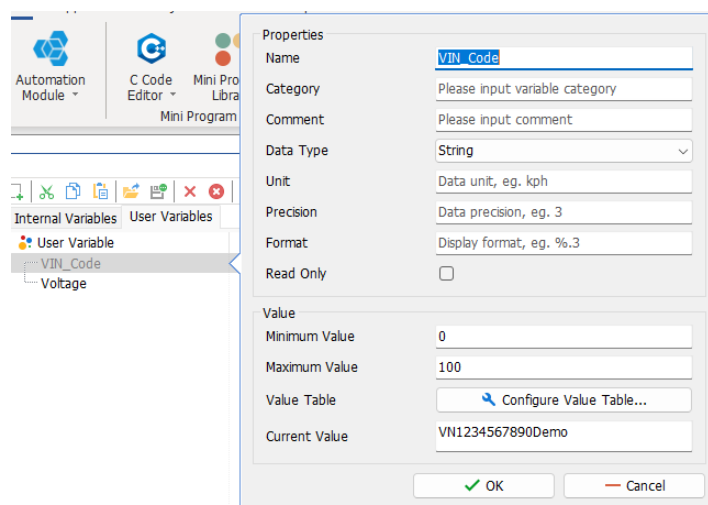 Automation
Module
C Code
Editor
Mini Pro
Libra
Mini Program
Internal Variables
User Variables
User Variable
VIN_Code
Voltage
Properties
Name
VIN_Code
Category
Please input variable category
Comment
Please input comment
Data Type
String
Unit
Data unit, eg. kph
Precision
Data precision, eg. 3
Format
Display format, eg. %.3
Read Only
Value
Minimum Value
0
Maximum Value
100
Value Table
Configure Value Table...
Current Value
VN1234567890Demo
OK
Cancel